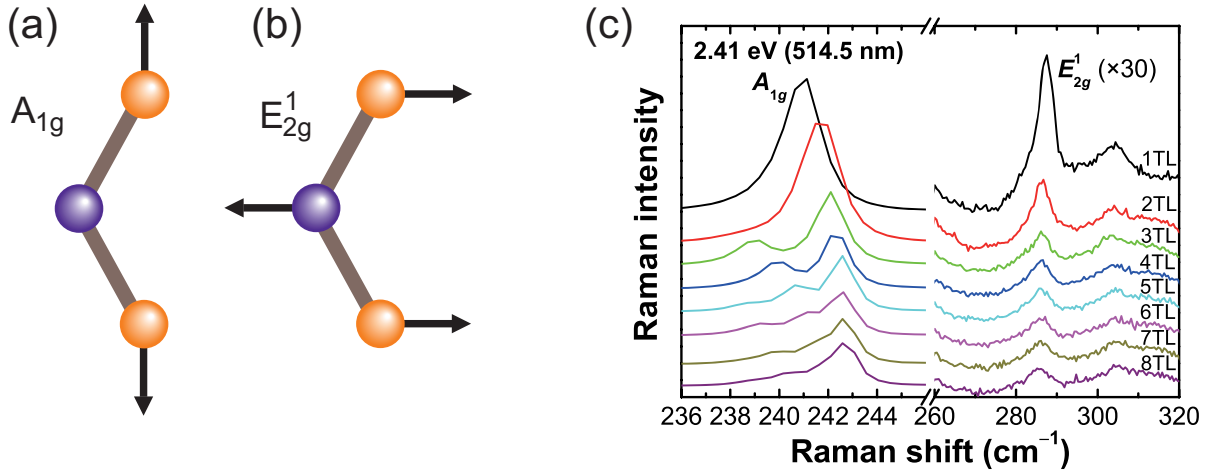 (a)
A1g
(b)
E¹2g
(c)
2.41 eV (514.5 nm)
A1g
E¹2g (×30)
1TL
2TL
3TL
4TL
5TL
6TL
7TL
8TL
Raman intensity
236 238 240 242 244 260 280 300 320
Raman shift (cm⁻¹)